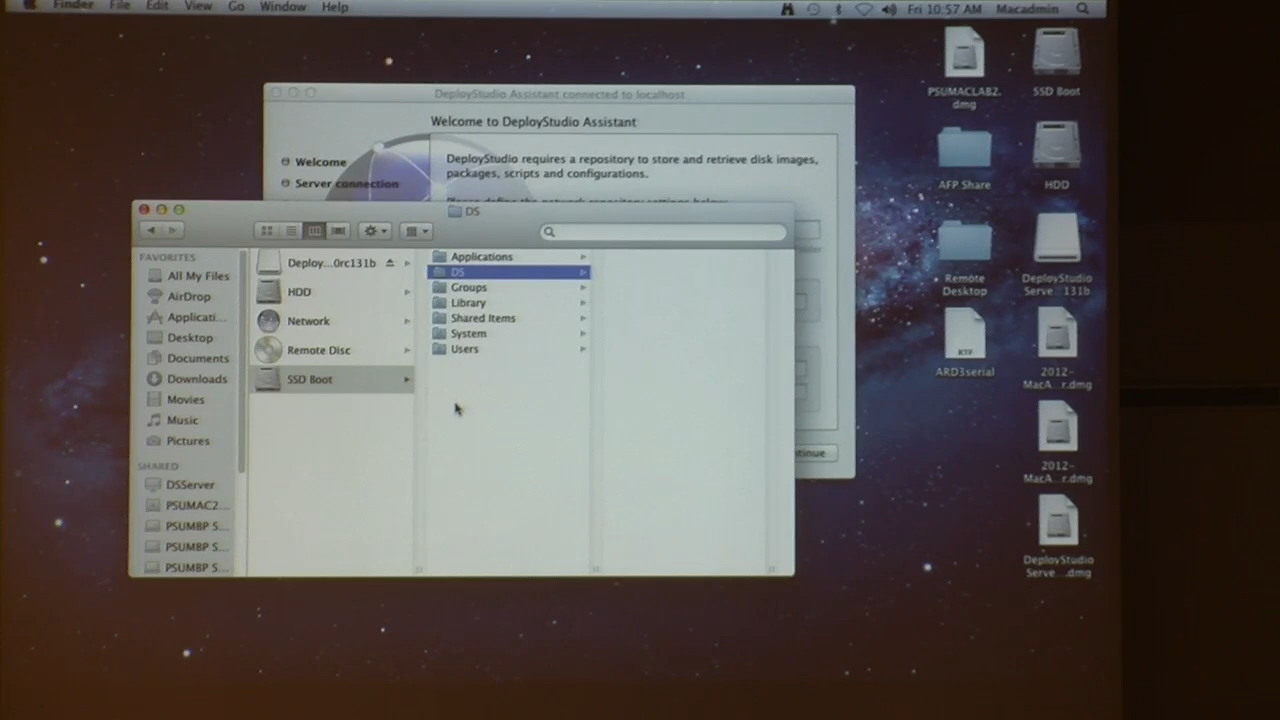 Finder File Edit View Go Window Help
Fri 10:57 AM Macadmin
DeployStudio Assistant connected to localhost
Welcome to DeployStudio Assistant
Welcome
Server connection
DeployStudio requires a repository to store and retrieve disk images,
packages, scripts and configurations.
DS
FAVORITES
All My Files
AirDrop
Applicati...
Desktop
Documents
Downloads
Movies
Music
Pictures
SHARED
DSServer
PSUMAC2...
PSUMBP S...
PSUMBP S...
PSUMBP S...
Deploy...0rc131b
HDD
Network
Remote Disc
SSD Boot
Applications
DS
Groups
Library
Shared Items
System
Users
tinue
PSUMACLAB2.
dmg
SSD Boot
AFP Share
HDD
Remote
Desktop
DeployStudio
Serve...131b
RTF
ARD3serial
2012-
MacA...r.dmg
2012-
MacA...r.dmg
DeployStudio
Serve....dmg